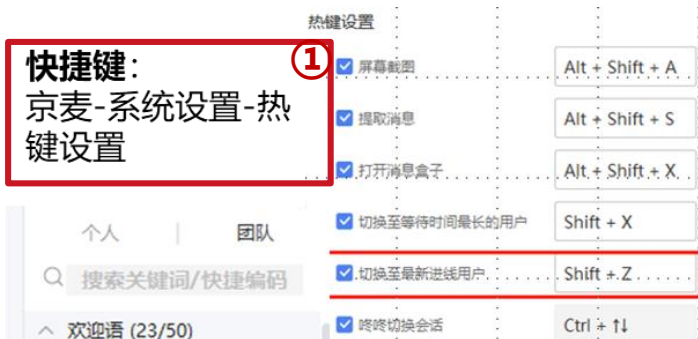 热键设置
①
快捷键：
京麦-系统设置-热
键设置
屏幕截图 Alt + Shift + A
提取消息 Alt + Shift + S
打开消息盒子 Alt + Shift + X
切换至等待时间最长的用户 Shift + X
切换至最新进线用户 Shift + Z
咚咚切换会话 Ctrl + ↑↓
个人 | 团队
搜索关键词/快捷编码
欢迎语 (23/50)